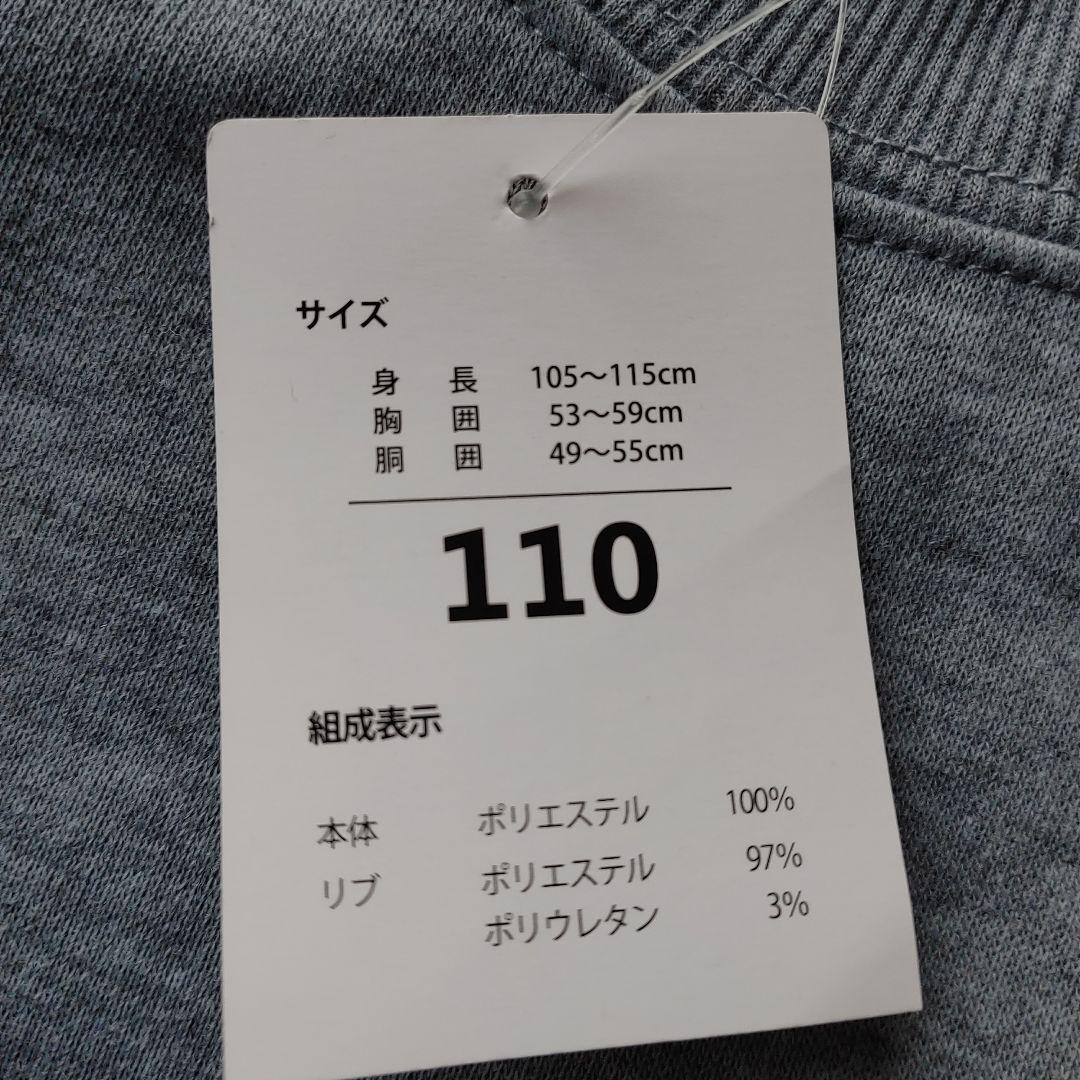 サイズ
身長 105～115cm
胸囲 53～59cm
胴囲 49～55cm
110
組成表示
本体 ポリエステル 100%
リブ ポリエステル 97%
ポリウレタン 3%